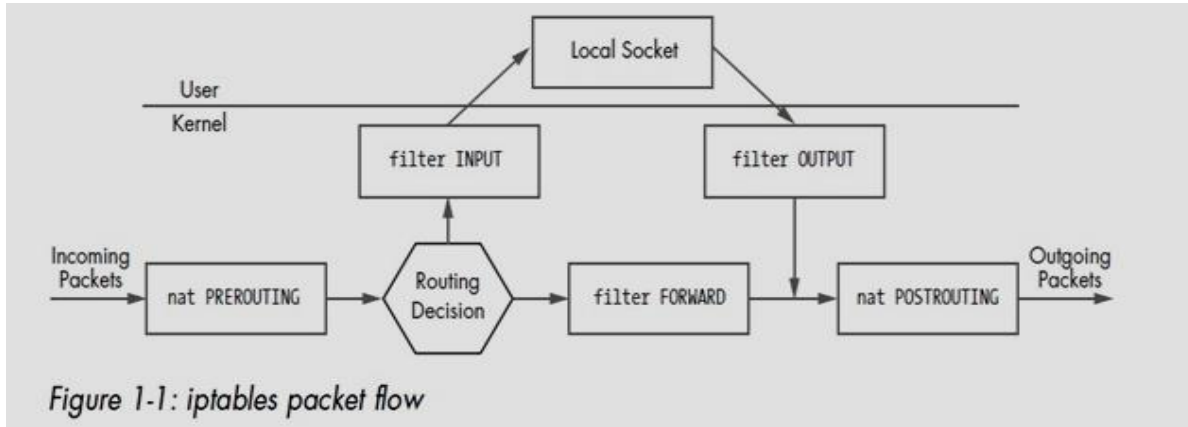 Local Socket
User
Kernel
filter INPUT
filter OUTPUT
Incoming
Packets
nat PREROUTING
Routing
Decision
filter FORWARD
nat POSTROUTING
Outgoing
Packets
Figure 1-1: iptables packet flow